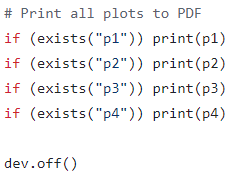 # Print all plots to PDF
if (exists("p1")) print(p1)
if (exists("p2")) print(p2)
if (exists("p3")) print(p3)
if (exists("p4")) print(p4)

dev.off()